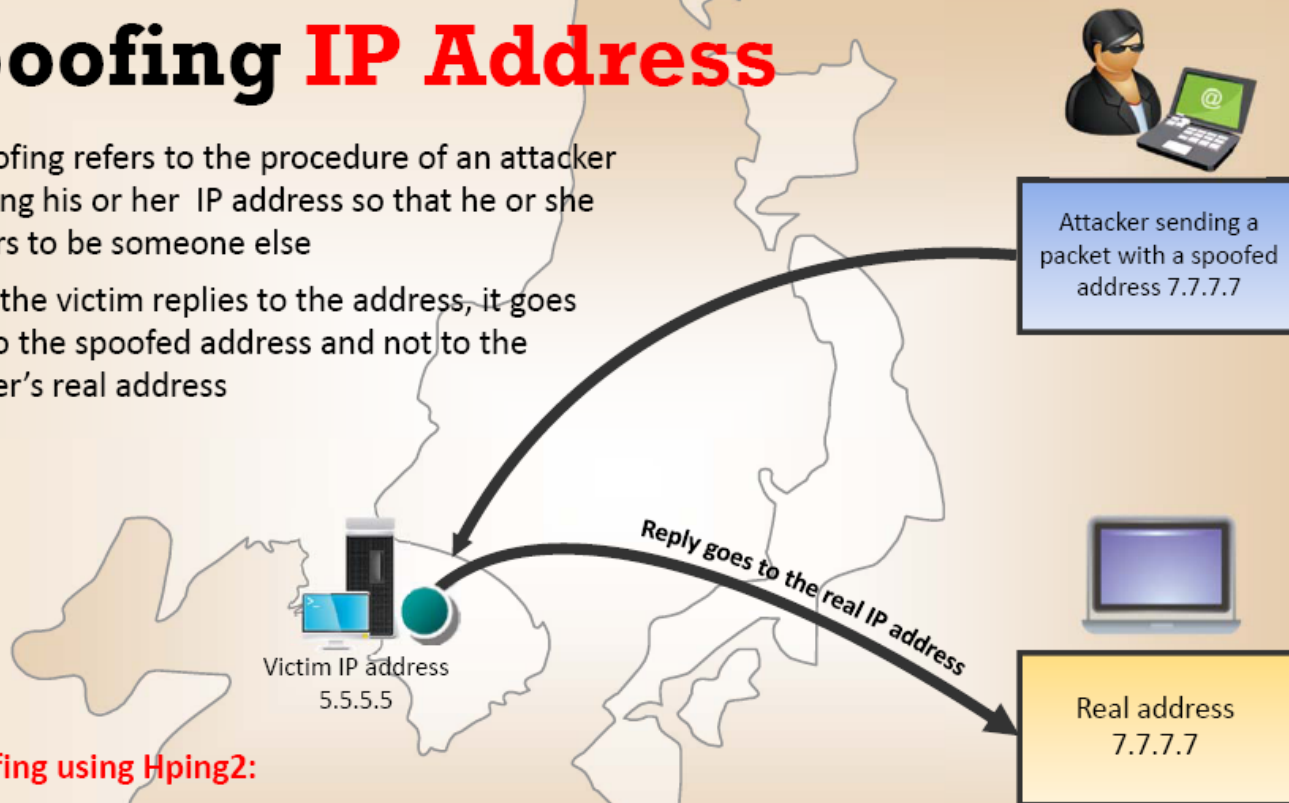 oofing IP Address
ofing refers to the procedure of an attacker
ng his or her IP address so that he or she
rs to be someone else
the victim replies to the address, it goes
o the spoofed address and not to the
er's real address
@
Attacker sending a
packet with a spoofed
address 7.7.7.7
Reply goes to the real IP address
>_
Victim IP address
5.5.5.5
Real address
7.7.7.7
fing using Hping2: